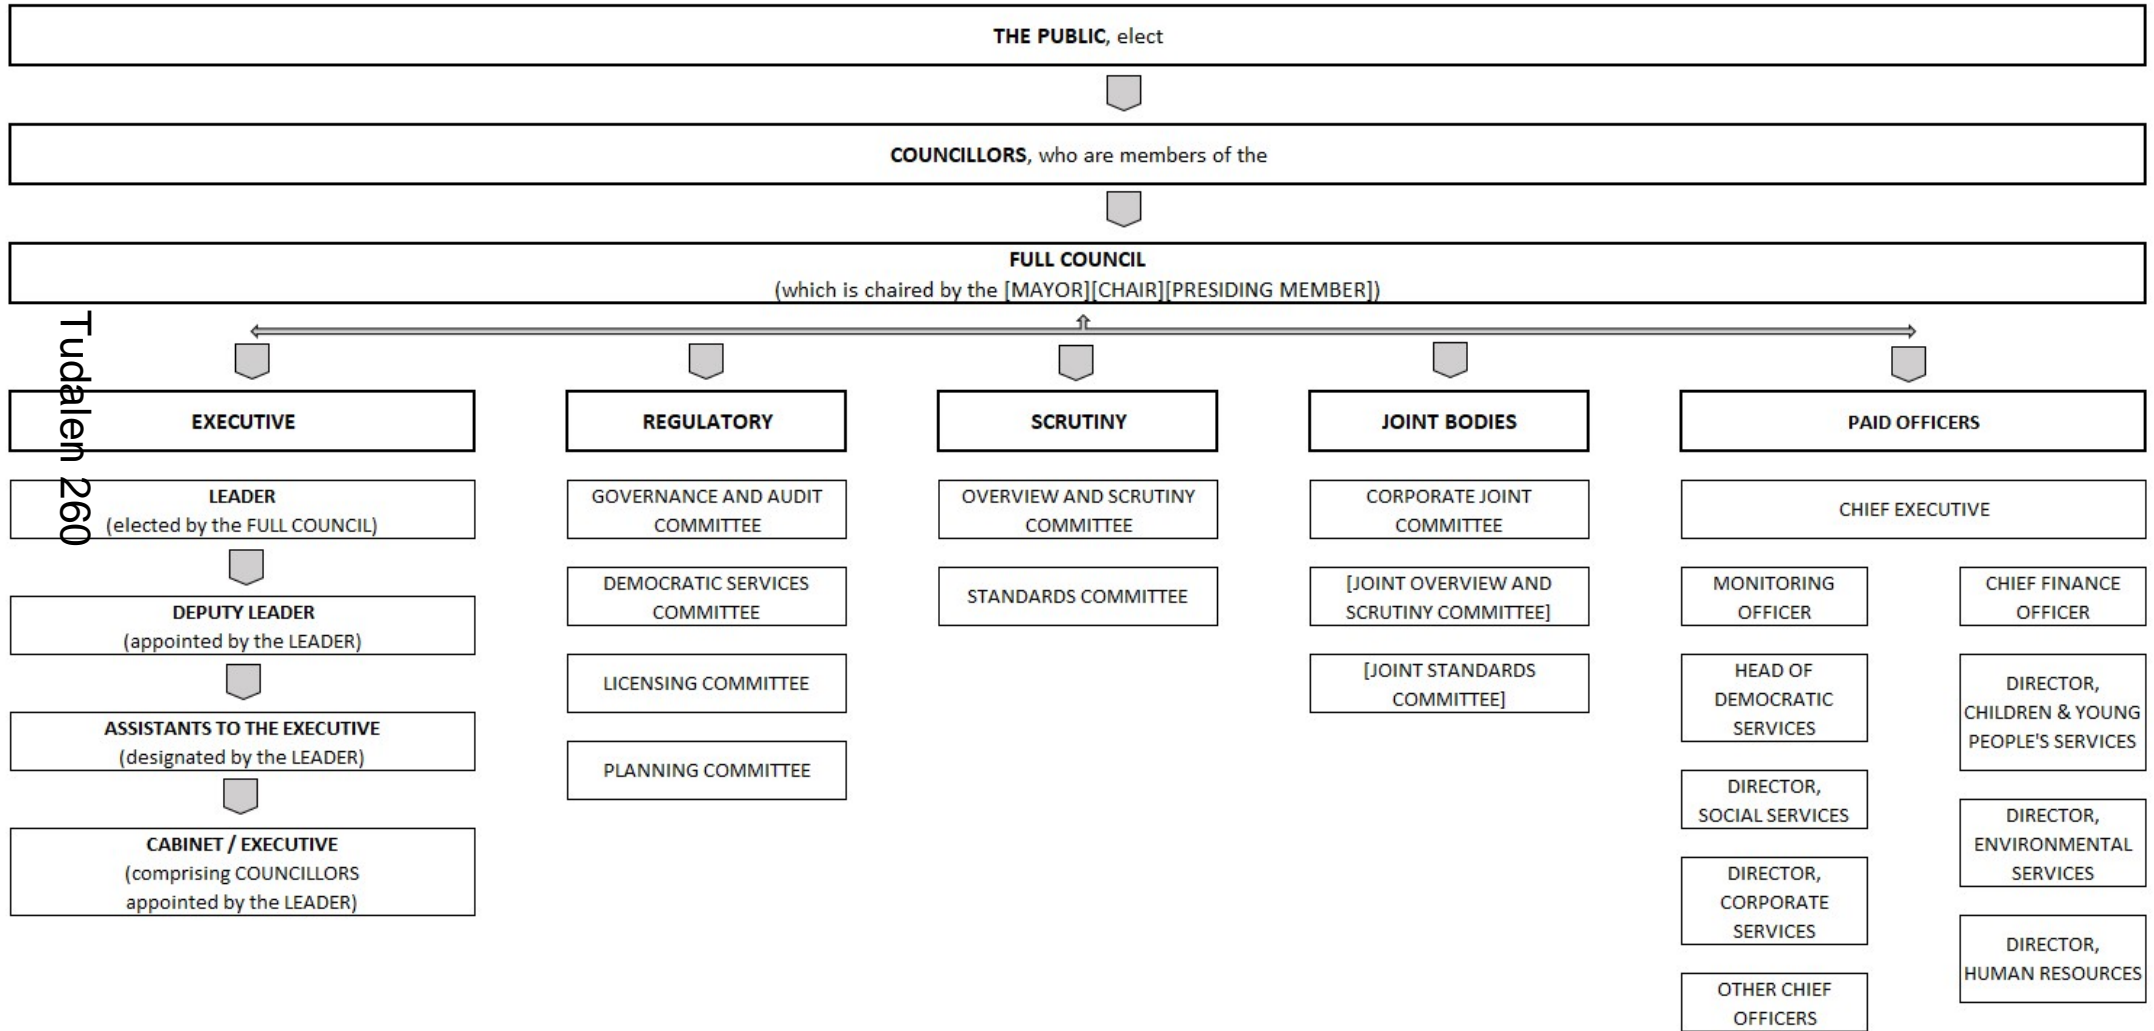 THE PUBLIC, elect
COUNCILLORS, who are members of the
FULL COUNCIL
(which is chaired by the [MAYOR][CHAIR][PRESIDING MEMBER])
Tudalen 260
EXECUTIVE
LEADER
(elected by the FULL COUNCIL)
DEPUTY LEADER
(appointed by the LEADER)
ASSISTANTS TO THE EXECUTIVE
(designated by the LEADER)
CABINET / EXECUTIVE
(comprising COUNCILLORS
appointed by the LEADER)
REGULATORY
GOVERNANCE AND AUDIT
COMMITTEE
DEMOCRATIC SERVICES
COMMITTEE
LICENSING COMMITTEE
PLANNING COMMITTEE
SCRUTINY
OVERVIEW AND SCRUTINY
COMMITTEE
STANDARDS COMMITTEE
JOINT BODIES
CORPORATE JOINT
COMMITTEE
[JOINT OVERVIEW AND
SCRUTINY COMMITTEE]
[JOINT STANDARDS
COMMITTEE]
PAID OFFICERS
CHIEF EXECUTIVE
MONITORING
OFFICER
HEAD OF
DEMOCRATIC
SERVICES
DIRECTOR,
SOCIAL SERVICES
DIRECTOR,
CORPORATE
SERVICES
OTHER CHIEF
OFFICERS
CHIEF FINANCE
OFFICER
DIRECTOR,
CHILDREN & YOUNG
PEOPLE'S SERVICES
DIRECTOR,
ENVIRONMENTAL
SERVICES
DIRECTOR,
HUMAN RESOURCES